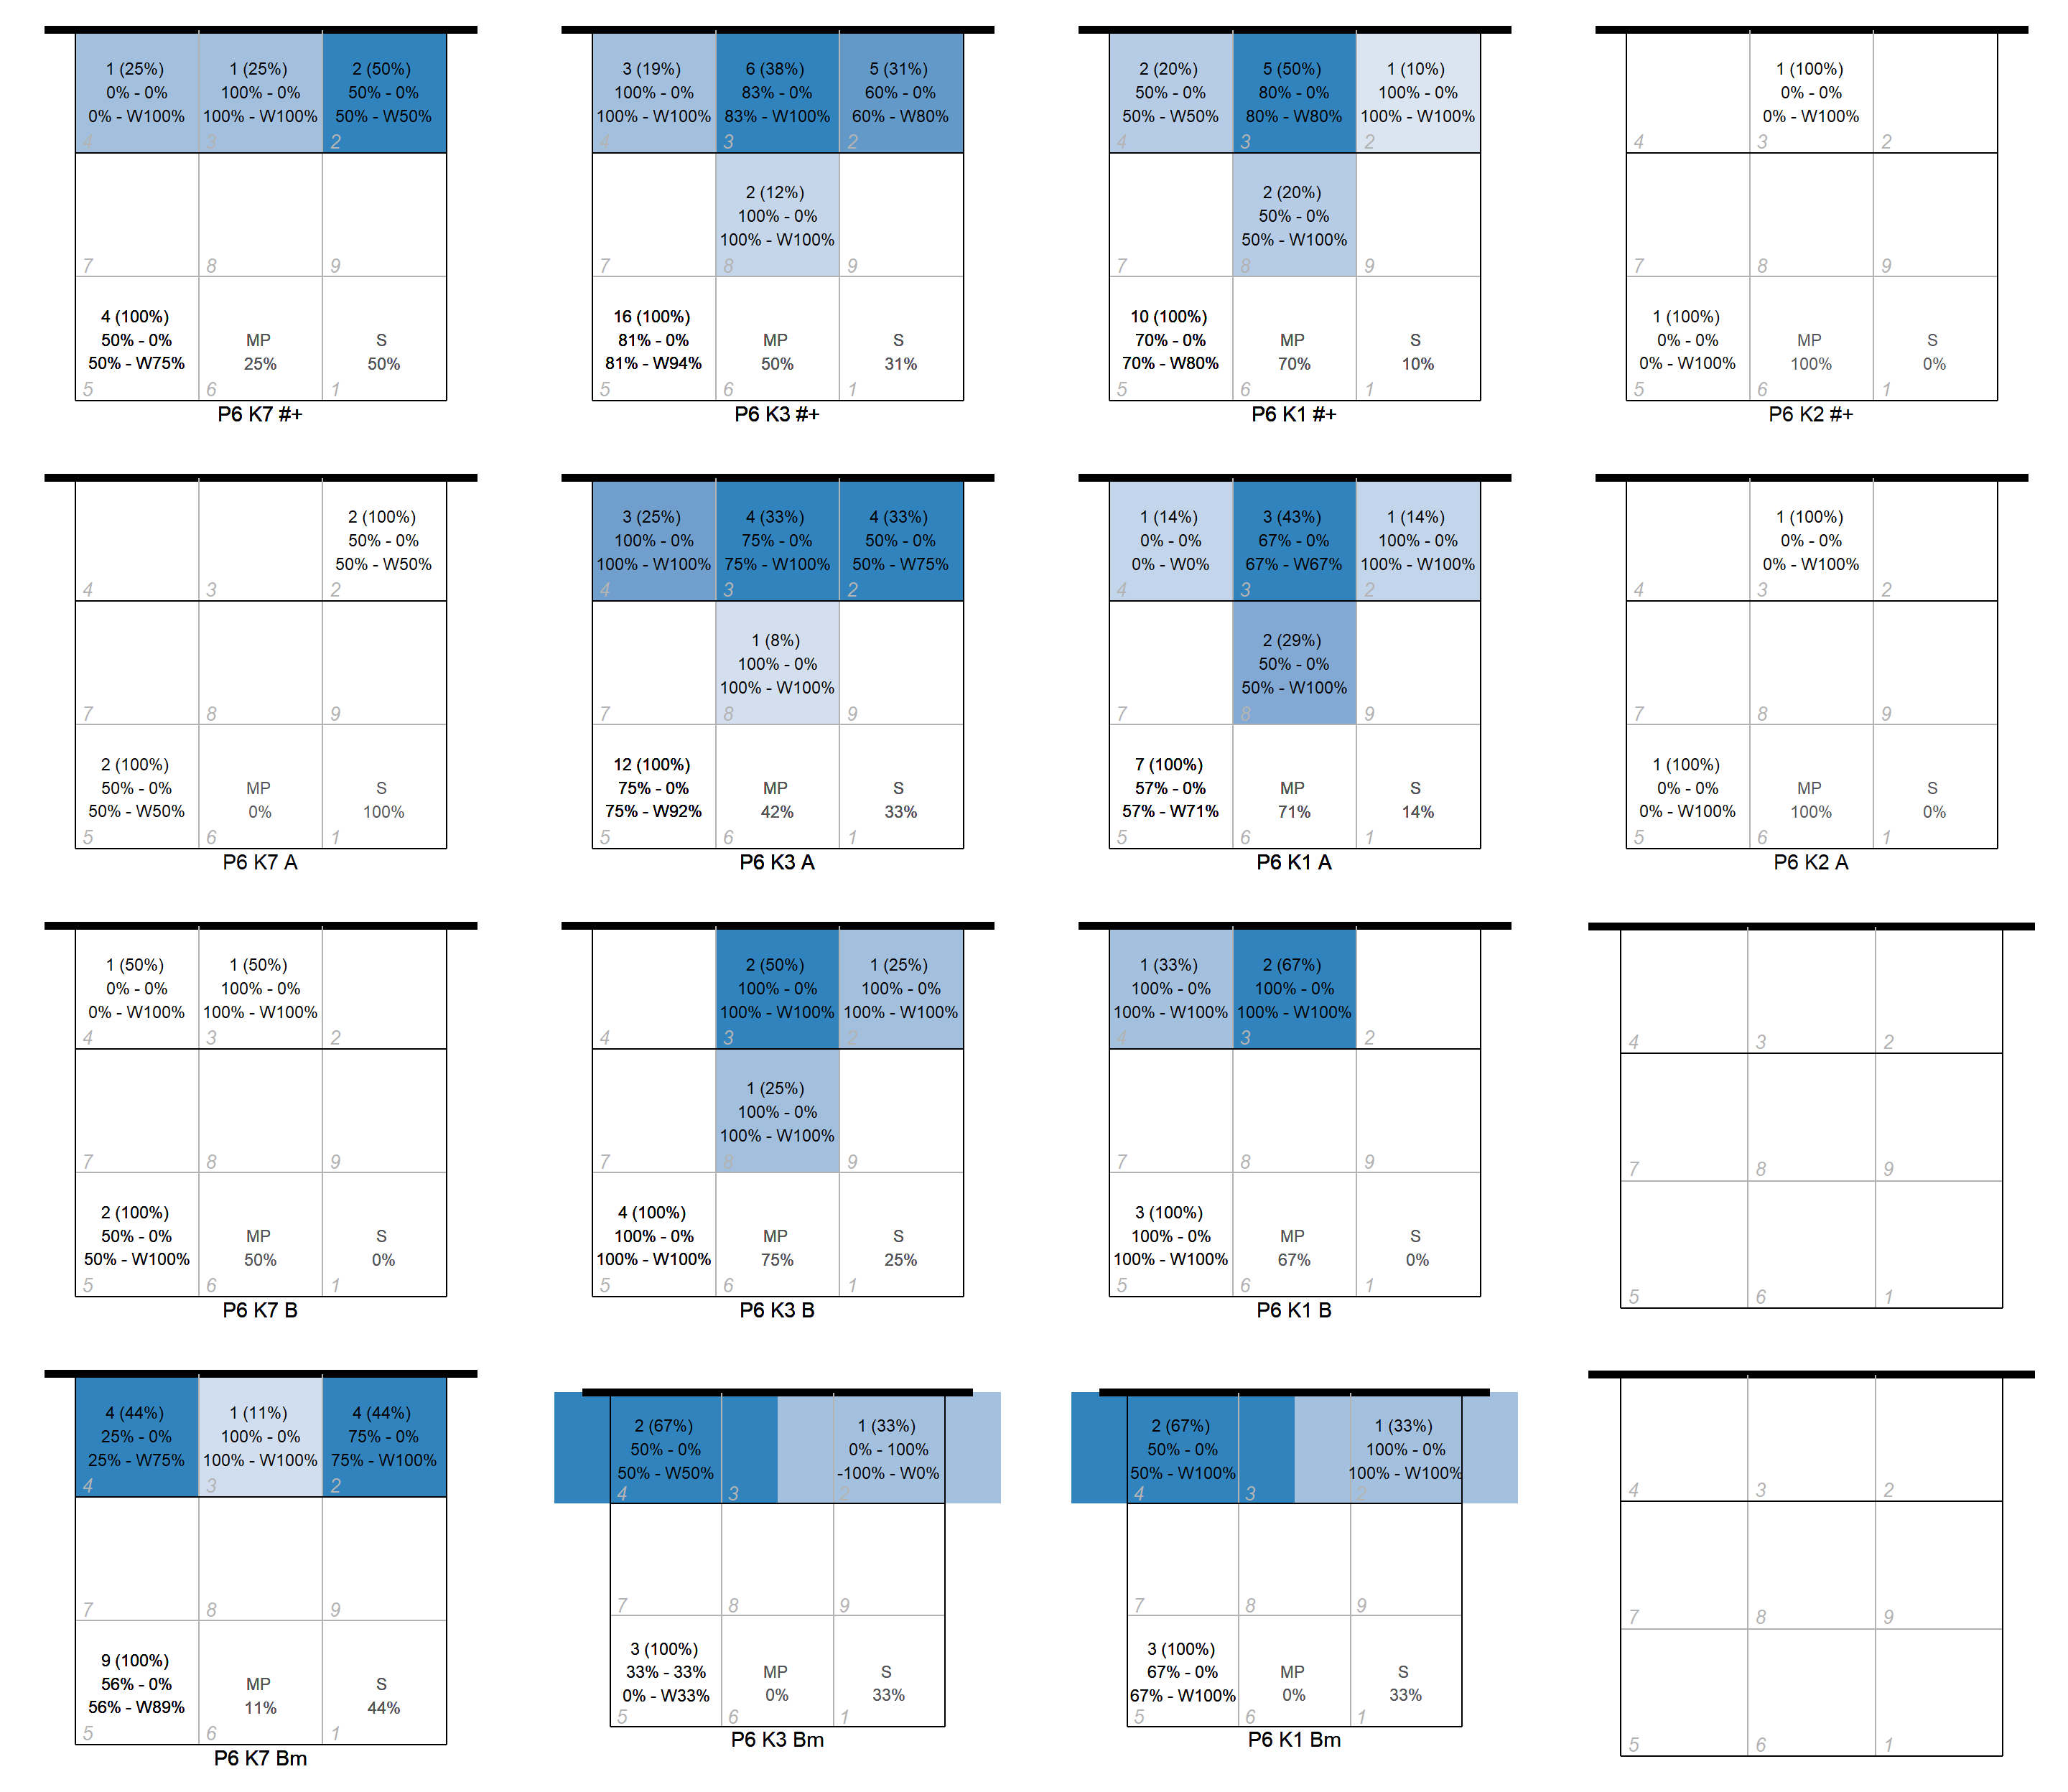 1 (25%)
0% - 0%
0% - W100%
4
1 (25%)
100% - 0%
100% - W100%
3
2 (50%)
50% - 0%
50% - W50%
2
7
8
9
4 (100%)
50% - 0%
50% - W75%
5
MP
25%
6
S
50%
1
P6 K7 #+
3 (19%)
100% - 0%
100% - W100%
4
6 (38%)
83% - 0%
83% - W100%
3
5 (31%)
60% - 0%
60% - W80%
2
7
2 (12%)
100% - 0%
100% - W100%
8
9
16 (100%)
81% - 0%
81% - W94%
5
MP
50%
6
S
31%
1
P6 K3 #+
2 (20%)
50% - 0%
50% - W50%
4
5 (50%)
80% - 0%
80% - W80%
3
1 (10%)
100% - 0%
100% - W100%
2
7
2 (20%)
50% - 0%
50% - W100%
8
9
10 (100%)
70% - 0%
70% - W80%
5
MP
70%
6
S
10%
1
P6 K1 #+
4
1 (100%)
0% - 0%
0% - W100%
3
2
7
8
9
1 (100%)
0% - 0%
0% - W100%
5
MP
100%
6
S
0%
1
P6 K2 #+
4
3
2 (100%)
50% - 0%
50% - W50%
2
7
8
9
2 (100%)
50% - 0%
50% - W50%
5
MP
0%
6
S
100%
1
P6 K7 A
3 (25%)
100% - 0%
100% - W100%
4
4 (33%)
75% - 0%
75% - W100%
3
4 (33%)
50% - 0%
50% - W75%
2
7
1 (8%)
100% - 0%
100% - W100%
8
9
12 (100%)
75% - 0%
75% - W92%
5
MP
42%
6
S
33%
1
P6 K3 A
1 (14%)
0% - 0%
0% - W0%
4
3 (43%)
67% - 0%
67% - W67%
3
1 (14%)
100% - 0%
100% - W100%
2
7
2 (29%)
50% - 0%
50% - W100%
8
9
7 (100%)
57% - 0%
57% - W71%
5
MP
71%
6
S
14%
1
P6 K1 A
4
1 (100%)
0% - 0%
0% - W100%
3
2
7
8
9
1 (100%)
0% - 0%
0% - W100%
5
MP
100%
6
S
0%
1
P6 K2 A
1 (50%)
0% - 0%
0% - W100%
4
1 (50%)
100% - 0%
100% - W100%
3
2
7
8
9
2 (100%)
50% - 0%
50% - W100%
5
MP
50%
6
S
0%
1
P6 K7 B
4
2 (50%)
100% - 0%
100% - W100%
3
1 (25%)
100% - 0%
100% - W100%
2
7
1 (25%)
100% - 0%
100% - W100%
8
9
4 (100%)
100% - 0%
100% - W100%
5
MP
75%
6
S
25%
1
P6 K3 B
1 (33%)
100% - 0%
100% - W100%
4
2 (67%)
100% - 0%
100% - W100%
3
2
7
8
9
3 (100%)
100% - 0%
100% - W100%
5
MP
67%
6
S
0%
1
P6 K1 B
4
3
2
7
8
9
5
6
1
4 (44%)
25% - 0%
25% - W75%
4
1 (11%)
100% - 0%
100% - W100%
3
4 (44%)
75% - 0%
75% - W100%
2
7
8
9
9 (100%)
56% - 0%
56% - W89%
5
MP
11%
6
S
44%
1
P6 K7 Bm
2 (67%)
50% - 0%
50% - W50%
4
3
1 (33%)
0% - 100%
-100% - W0%
2
7
8
9
3 (100%)
33% - 33%
0% - W33%
5
MP
0%
6
S
33%
1
P6 K3 Bm
2 (67%)
50% - 0%
50% - W100%
4
3
1 (33%)
100% - 0%
100% - W100%
2
7
8
9
3 (100%)
67% - 0%
67% - W100%
5
MP
0%
6
S
33%
1
P6 K1 Bm
4
3
2
7
8
9
5
6
1